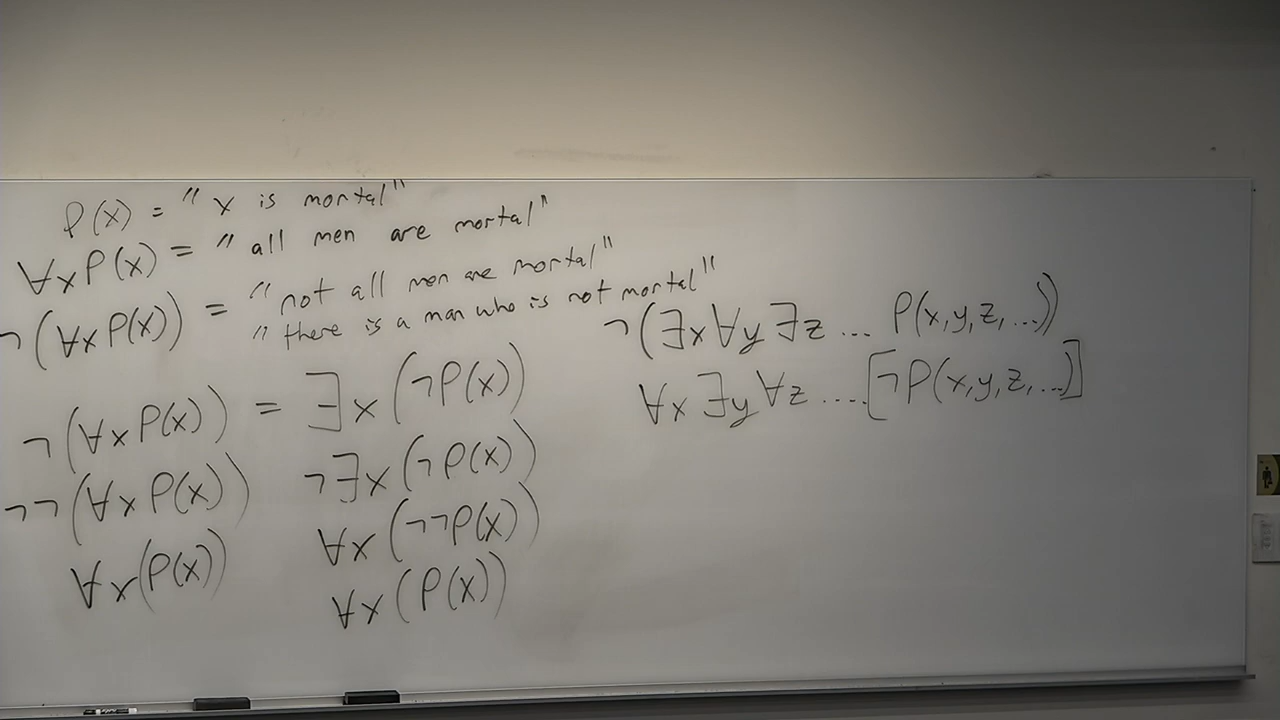 P(x) = "x is mortal"
∀x P(x) = "all men are mortal"
¬(∀x P(x)) = "not all men are mortal"
"there is a man who is not mortal"
¬(∀x P(x)) = ∃x (¬P(x))
¬¬(∀x P(x)) ¬∃x (¬P(x))
∀x (¬¬P(x))
∀x(P(x)) ∀x (P(x))
¬(∃x ∀y ∃z ... P(x,y,z,...))
∀x ∃y ∀z .... [¬P(x,y,z,...)]